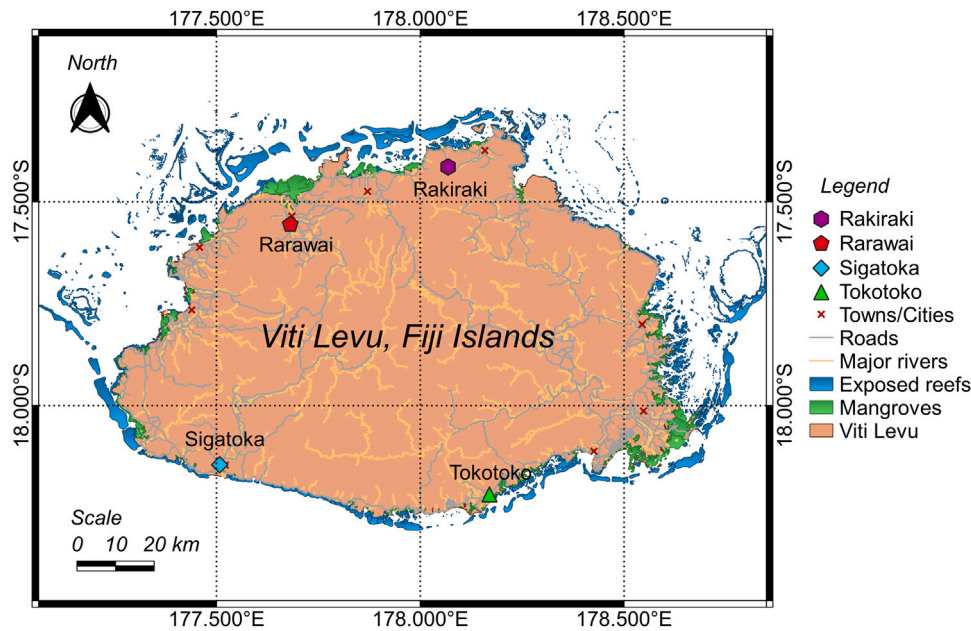 177.500°E 178.000°E 178.500°E
North
17.500°S 17.500°S
Rakiraki
Rarawai
Viti Levu, Fiji Islands
18.000°S 18.000°S
Sigatoka
Tokotoko
Scale
0 10 20 km
177.500°E 178.000°E 178.500°E
Legend
Rakiraki
Rarawai
Sigatoka
Tokotoko
Towns/Cities
Roads
Major rivers
Exposed reefs
Mangroves
Viti Levu